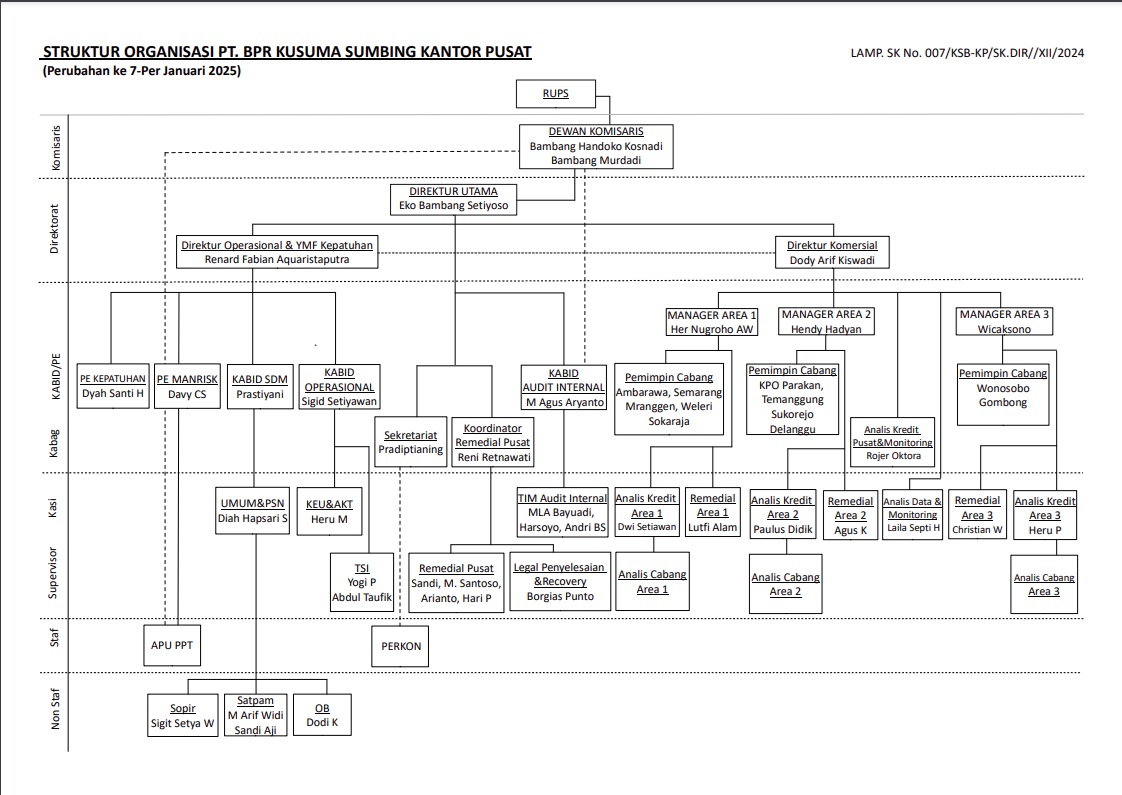 STRUKTUR ORGANISASI PT. BPR KUSUMA SUMBING KANTOR PUSAT
(Perubahan ke 7-Per Januari 2025)
LAMP. SK No. 007/KSB-KP/SK.DIR//XII/2024
RUPS
Komisaris
DEWAN KOMISARIS
Bambang Handoko Kosnadi
Bambang Murdadi
Direktorat
DIREKTUR UTAMA
Eko Bambang Setiyoso
Direktur Operasional & YMF Kepatuhan
Renard Fabian Aquaristaputra
Direktur Komersial
Dody Arif Kiswadi
KABID/PE
MANAGER AREA 1
Her Nugroho AW
MANAGER AREA 2
Hendy Hadyan
MANAGER AREA 3
Wicaksono
PE KEPATUHAN
Dyah Santi H
PE MANRISK
Davy CS
KABID SDM
Prastiyani
KABID
OPERASIONAL
Sigid Setiyawan
KABID
AUDIT INTERNAL
M Agus Aryanto
Pemimpin Cabang
Ambarawa, Semarang
Mranggen, Weleri
Sokaraja
Pemimpin Cabang
KPO Parakan,
Temanggung
Sukorejo
Delanggu
Pemimpin Cabang
Wonosobo
Gombong
Kabag
Sekretariat
Pradiptianing
Koordinator
Remedial Pusat
Reni Retnawati
Analis Kredit
Pusat&Monitoring
Rojer Oktora
Kasi
UMUM&PSN
Diah Hapsari S
KEU&AKT
Heru M
TIM Audit Internal
MLA Bayuadi,
Harsoyo, Andri BS
Analis Kredit
Area 1
Dwi Setiawan
Remedial
Area 1
Lutfi Alam
Analis Kredit
Area 2
Paulus Didik
Remedial
Area 2
Agus K
Analis Data &
Monitoring
Laila Septi H
Remedial
Area 3
Christian W
Analis Kredit
Area 3
Heru P
Supervisor
TSI
Yogi P
Abdul Taufik
Remedial Pusat
Sandi, M. Santoso,
Arianto, Hari P
Legal Penyelesaian
&Recovery
Borgias Punto
Analis Cabang
Area 1
Analis Cabang
Area 2
Analis Cabang
Area 3
Staf
APU PPT
PERKON
Non Staf
Sopir
Sigit Setya W
Satpam
M Arif Widi
Sandi Aji
OB
Dodi K